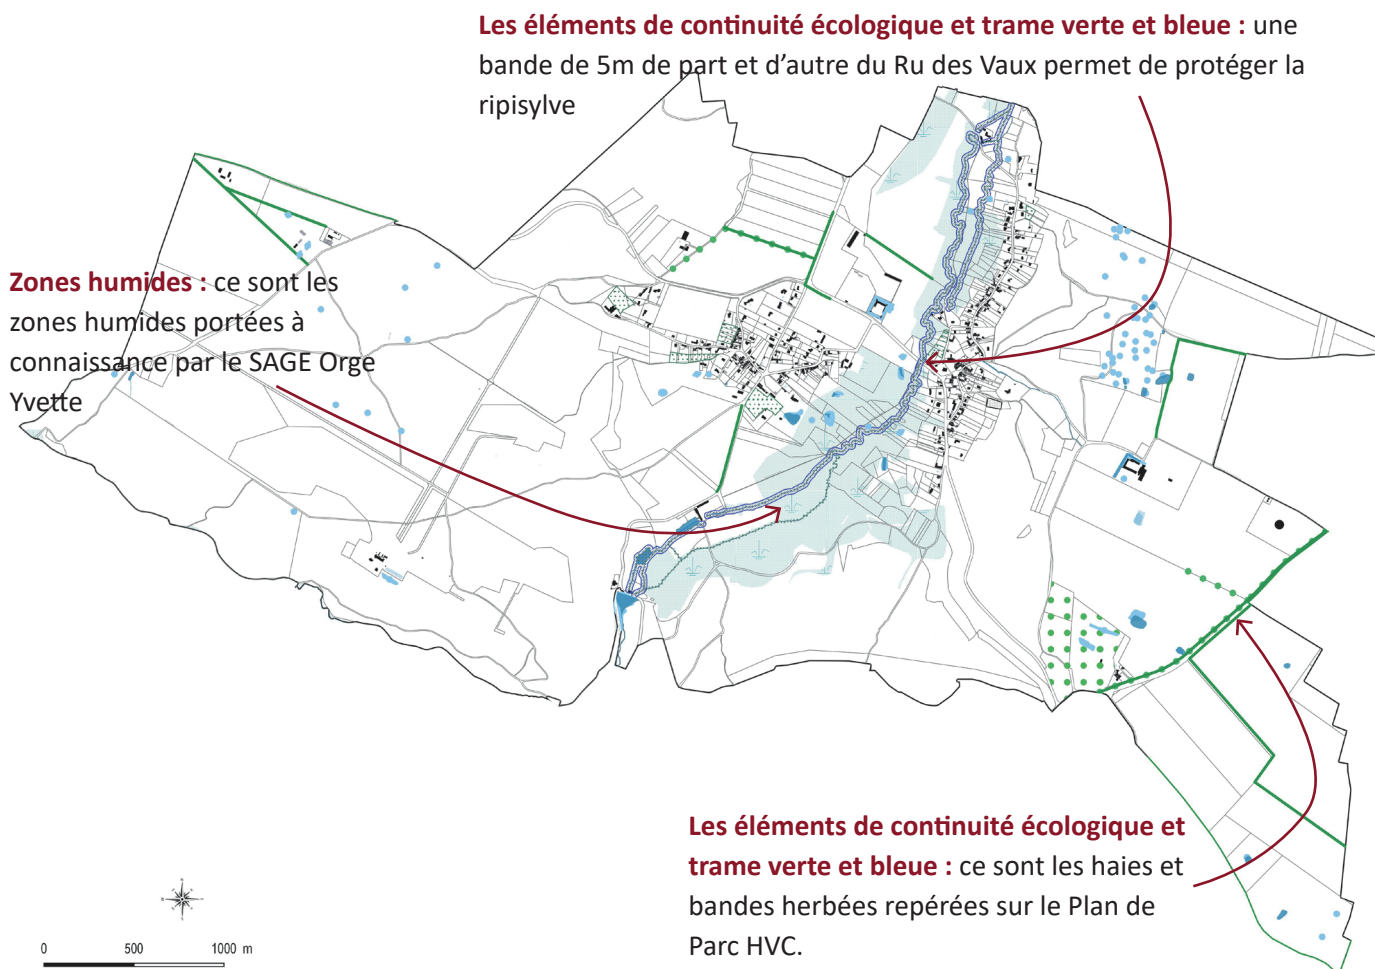 Les éléments de continuité écologique et trame verte et bleue : une
bande de 5m de part et d'autre du Ru des Vaux permet de protéger la
ripisylve
Zones humides : ce sont les
zones humides portées à
connaissance par le SAGE Orge
Yvette
Les éléments de continuité écologique et
trame verte et bleue : ce sont les haies et
bandes herbées repérées sur le Plan de
Parc HVC.
0 500 1000 m